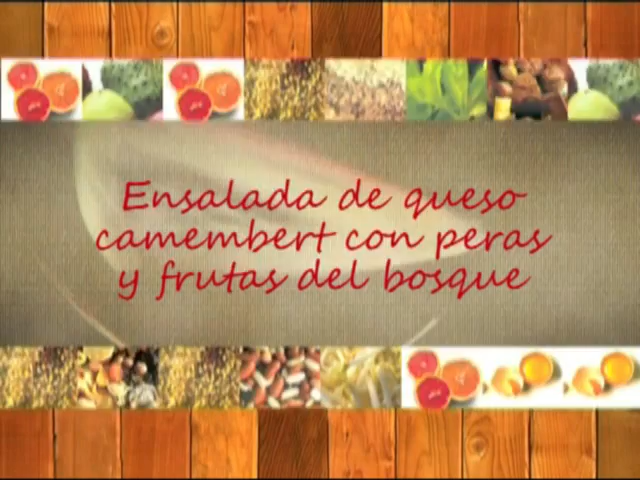 Ensalada de queso
camembert con peras
y frutas del bosque